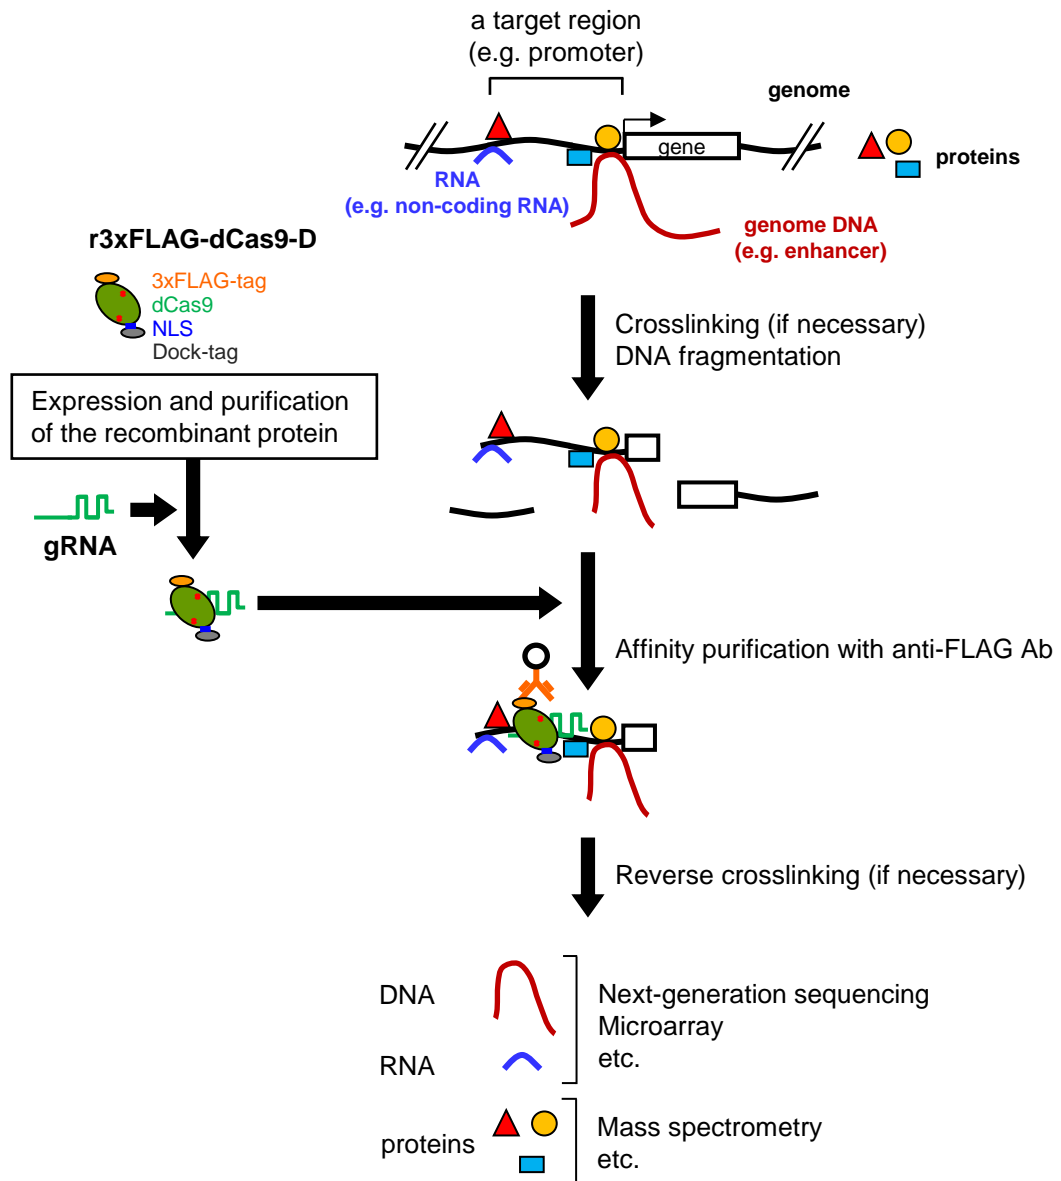 a target region
(e.g. promoter)
genome
gene
proteins
RNA
(e.g. non-coding RNA)
genome DNA
(e.g. enhancer)
r3xFLAG-dCas9-D
3xFLAG-tag
dCas9
NLS
Dock-tag
Crosslinking (if necessary)
DNA fragmentation
Expression and purification
of the recombinant protein
gRNA
Affinity purification with anti-FLAG Ab
Reverse crosslinking (if necessary)
DNA
RNA
Next-generation sequencing
Microarray
etc.
proteins
Mass spectrometry
etc.